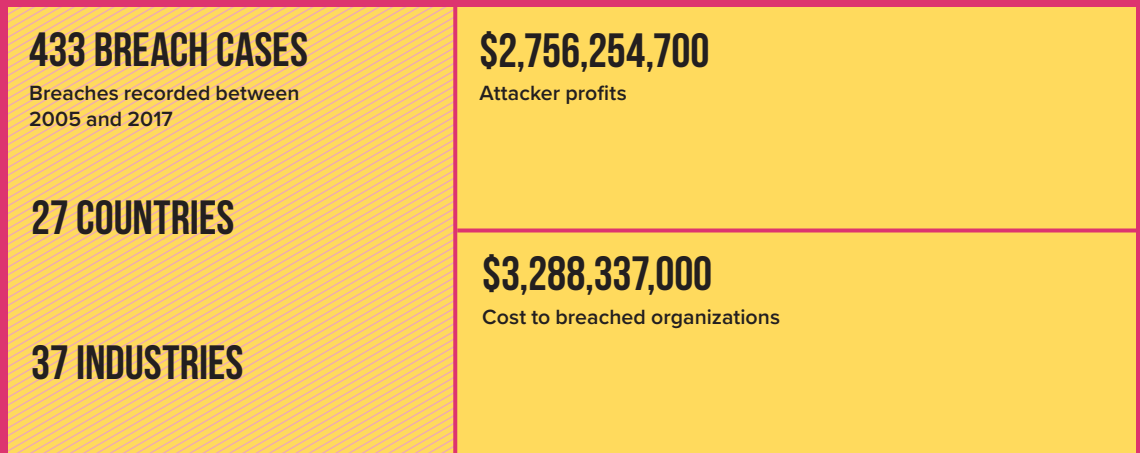 433 BREACH CASES
Breaches recorded between
2005 and 2017
27 COUNTRIES
37 INDUSTRIES
$2,756,254,700
Attacker profits
$3,288,337,000
Cost to breached organizations